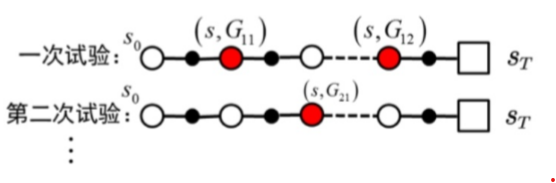 s₀ (s, G₁₁) (s, G₁₂)
一次试验： s_T
s₀ (s, G₂₁)
第二次试验： s_T
⋮